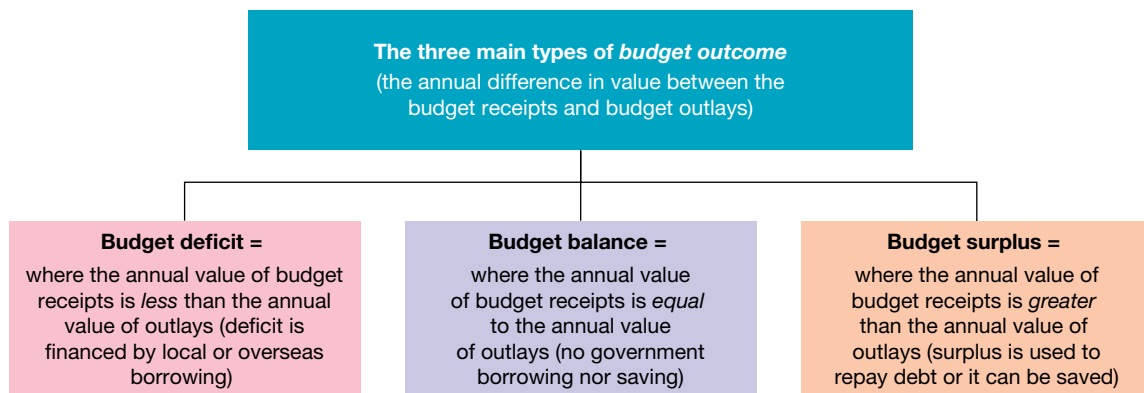 The three main types of budget outcome
(the annual difference in value between the
budget receipts and budget outlays)
Budget deficit =
where the annual value of budget
receipts is less than the annual
value of outlays (deficit is
financed by local or overseas
borrowing)
Budget balance =
where the annual value
of budget receipts is equal
to the annual value
of outlays (no government
borrowing nor saving)
Budget surplus =
where the annual value of
budget receipts is greater
than the annual value of
outlays (surplus is used to
repay debt or it can be saved)